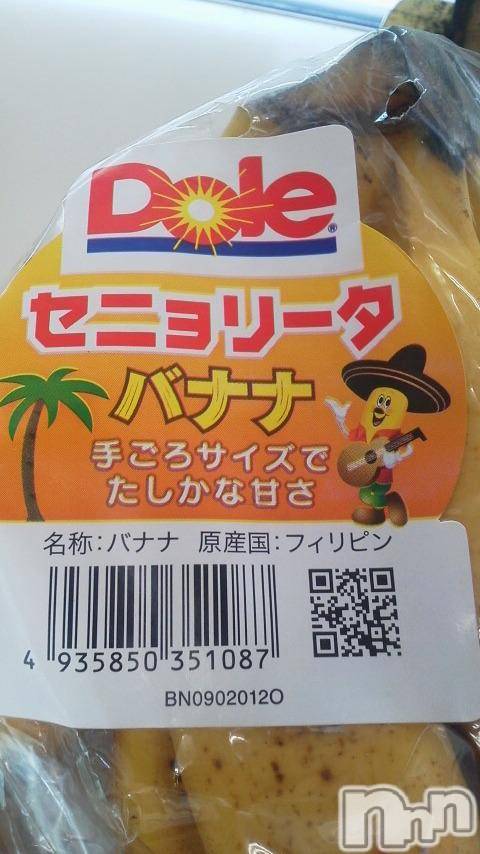 Dole®
セニョリータ
バナナ
手ごろサイズで
たしかな甘さ
名称:バナナ 原産国:フィリピン
4 935850 351087
BN0902012O
nnn